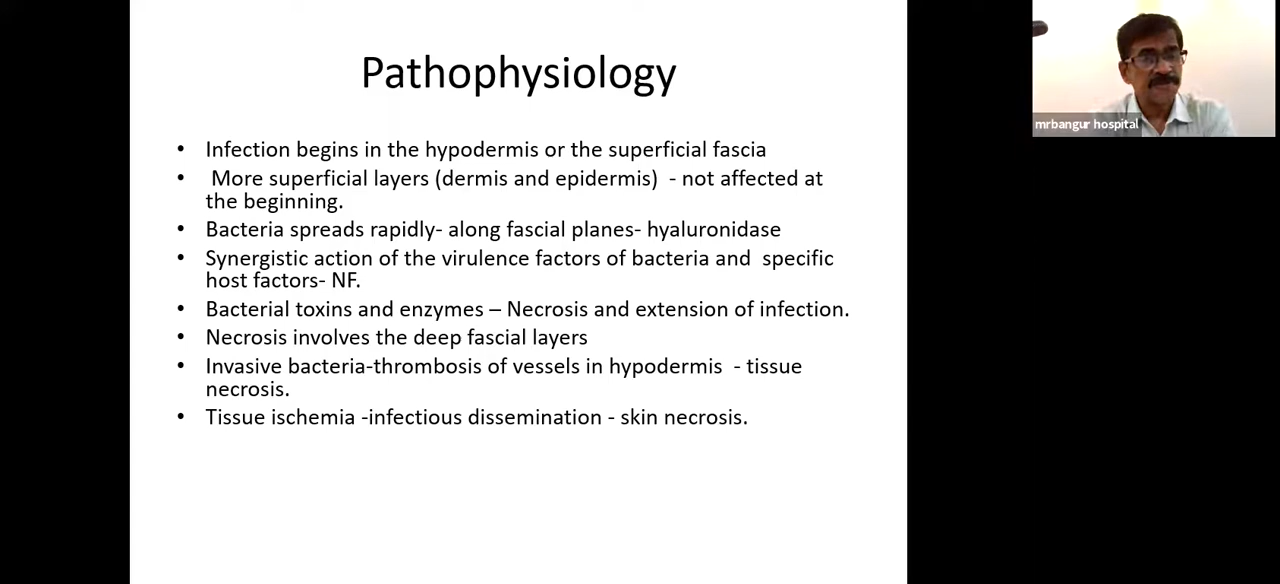 Pathophysiology
• Infection begins in the hypodermis or the superficial fascia
• More superficial layers (dermis and epidermis) - not affected at
the beginning.
• Bacteria spreads rapidly- along fascial planes- hyaluronidase
• Synergistic action of the virulence factors of bacteria and specific
host factors- NF.
• Bacterial toxins and enzymes – Necrosis and extension of infection.
• Necrosis involves the deep fascial layers
• Invasive bacteria-thrombosis of vessels in hypodermis - tissue
necrosis.
• Tissue ischemia -infectious dissemination - skin necrosis.
mrbangur hospital